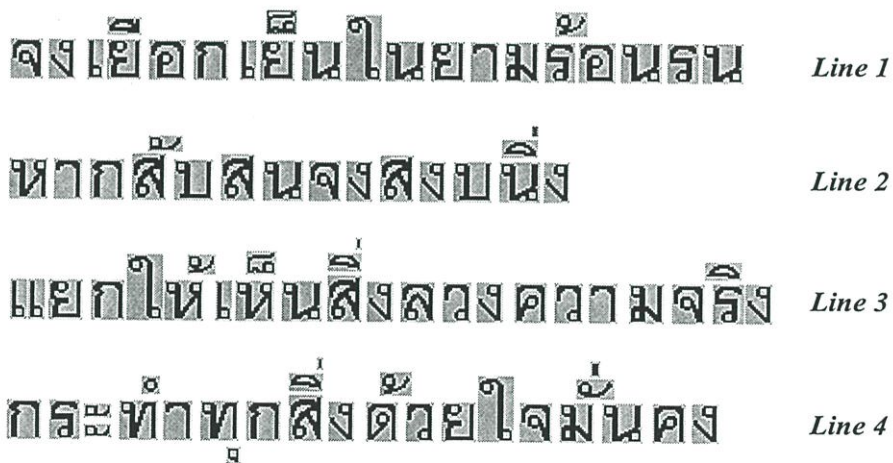 จงเยือกเย็นในยามร้อนรน Line 1
หากสับสนจงสงบนิ่ง Line 2
แยกให้เห็นสิ่งลวงความจริง Line 3
กระทำทุกสิ่งด้วยใจมั่นคง Line 4